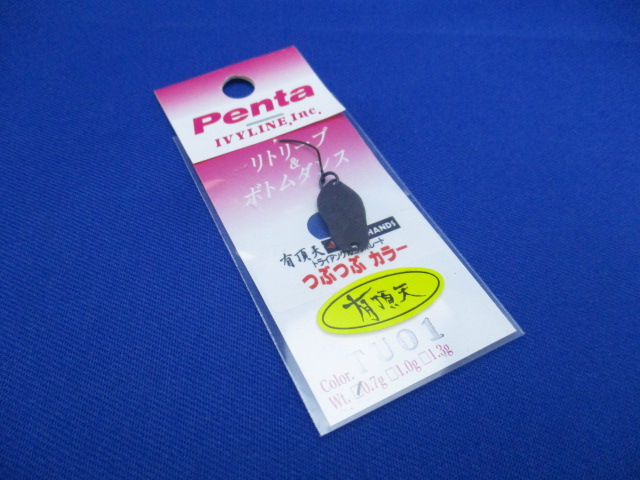 Penta
IVYLINE,Inc.
リトリーブ
&
ボトムダンス
有頂天 HANDS
つぶつぶ カラー
有頂天
Color. TU01
Wt. 0.7g 1.0g 1.3g